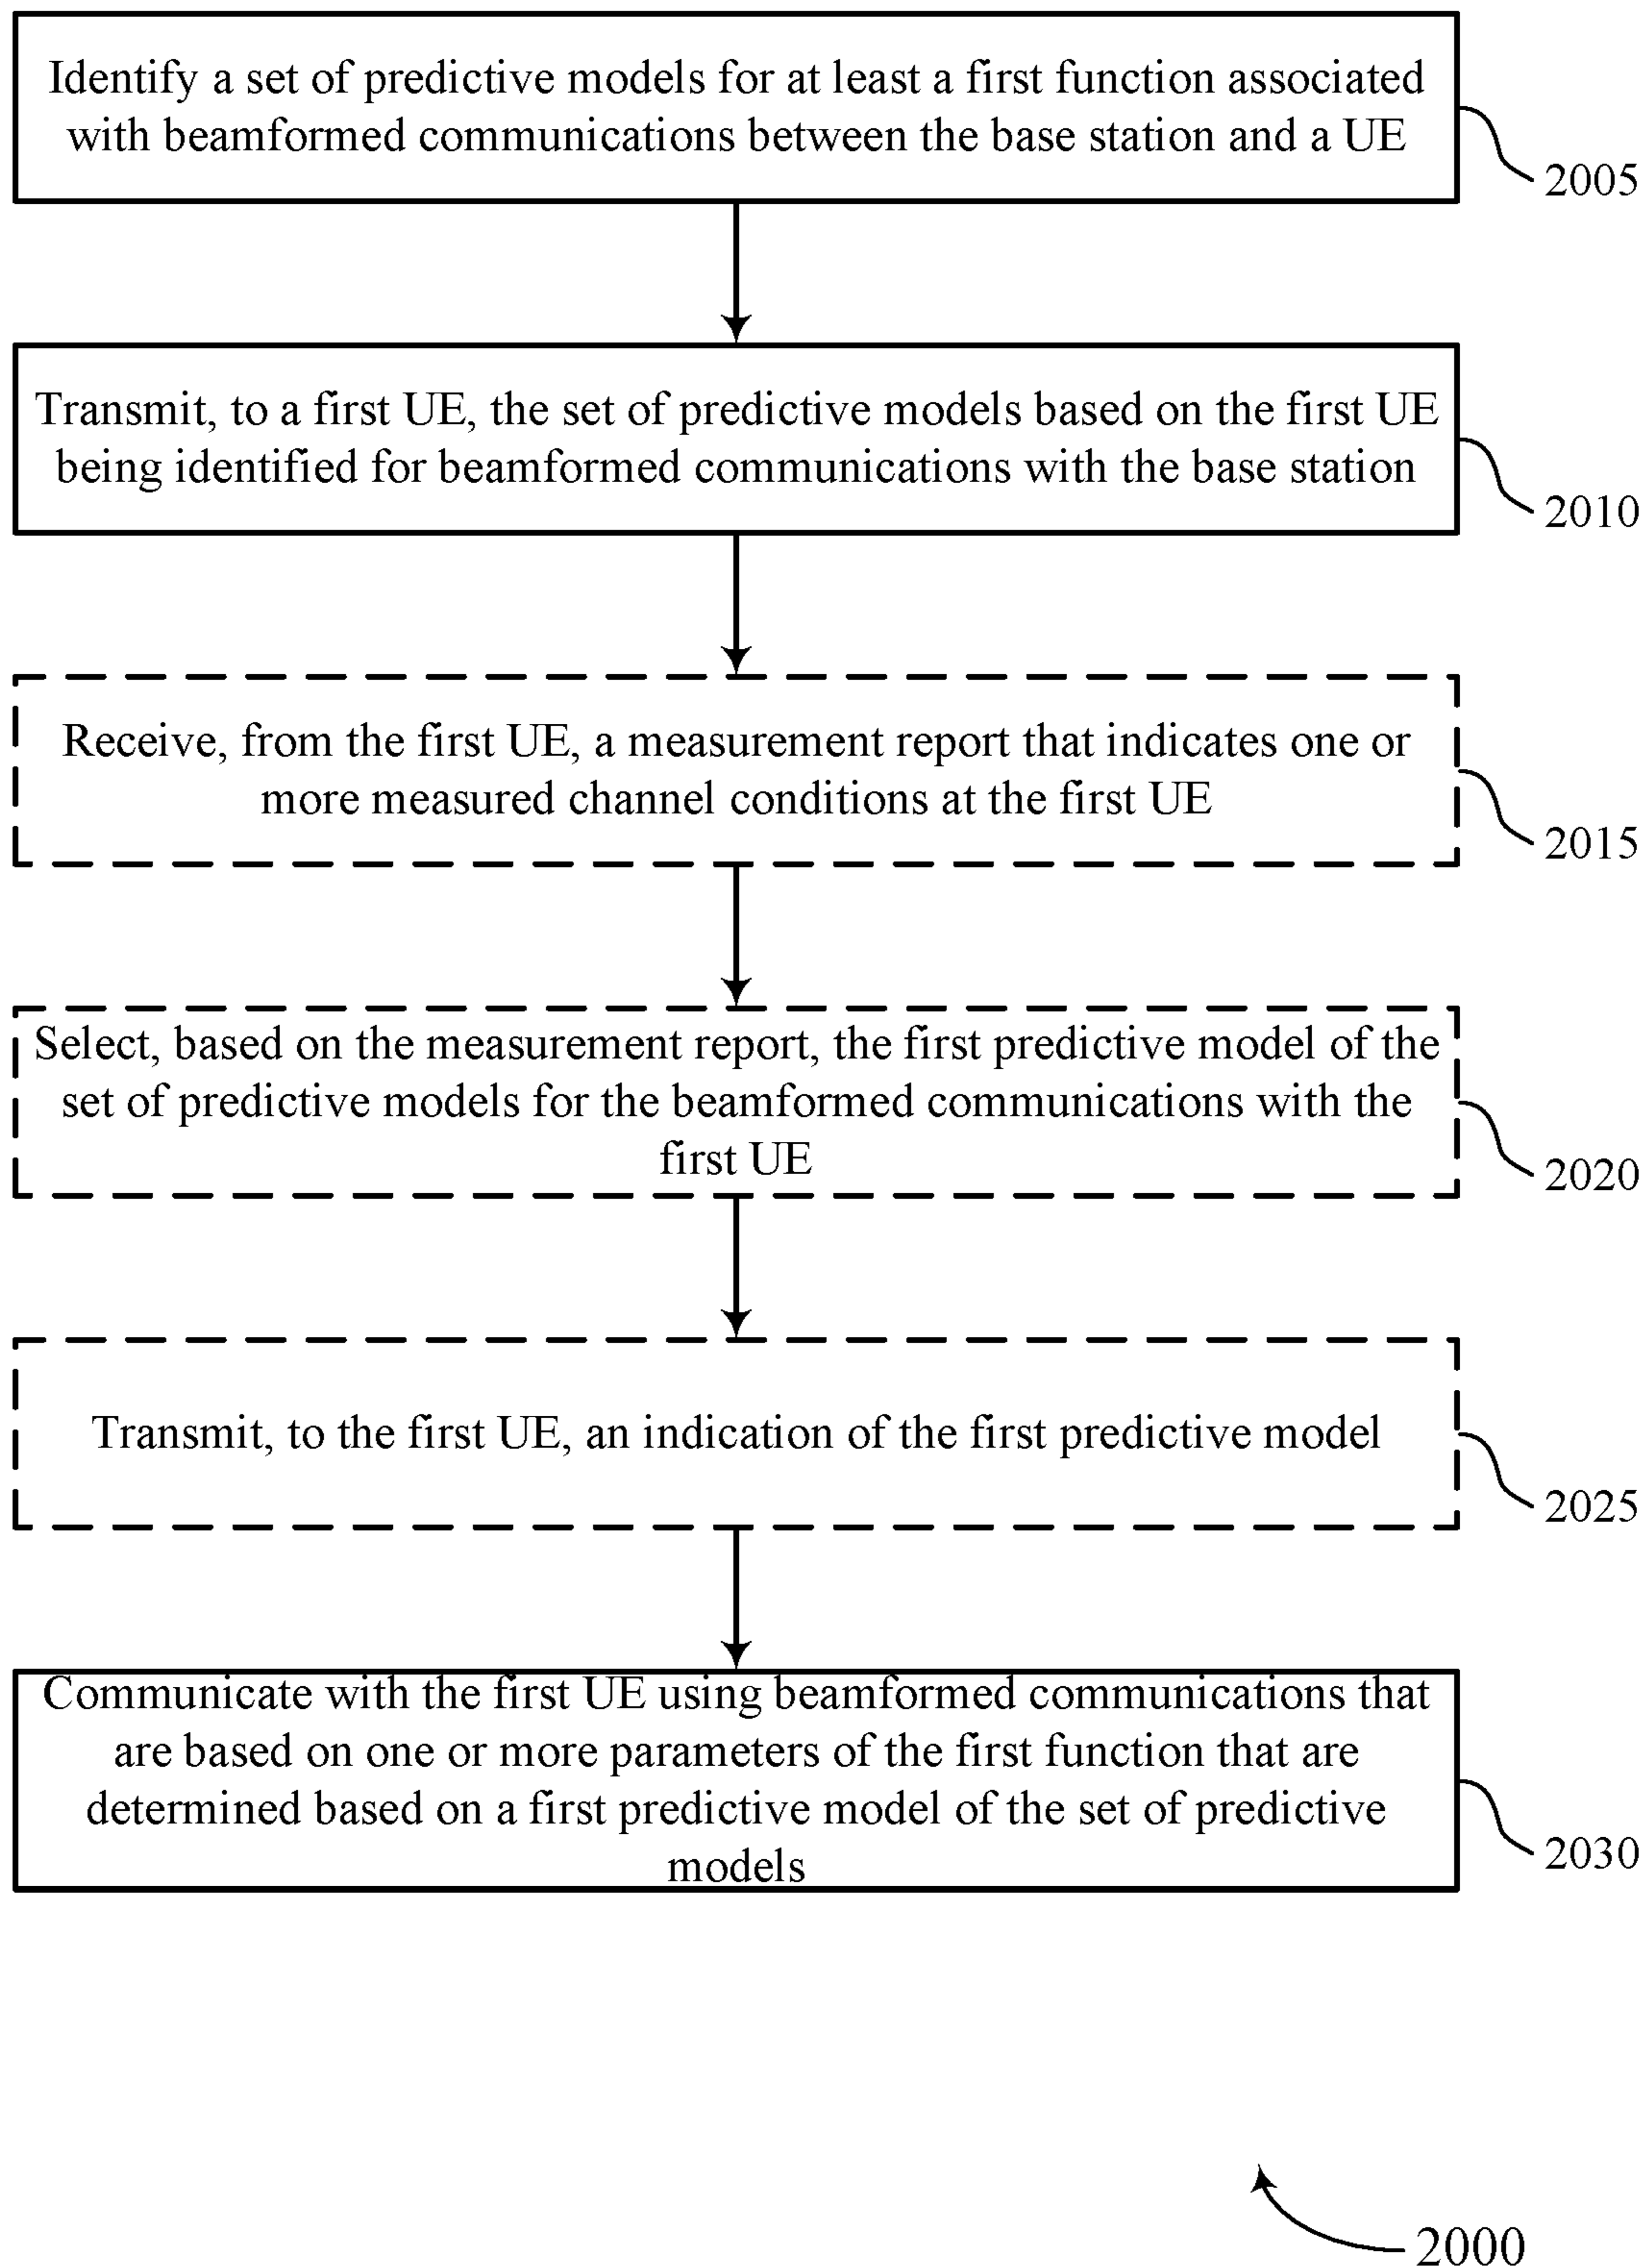 Identify a set of predictive models for at least a first function associated
with beamformed communications between the base station and a UE
2005
Transmit, to a first UE, the set of predictive models based on the first UE
being identified for beamformed communications with the base station
2010
Receive, from the first UE, a measurement report that indicates one or
more measured channel conditions at the first UE
2015
Select, based on the measurement report, the first predictive model of the
set of predictive models for the beamformed communications with the
first UE
2020
Transmit, to the first UE, an indication of the first predictive model
2025
Communicate with the first UE using beamformed communications that
are based on one or more parameters of the first function that are
determined based on a first predictive model of the set of predictive
models
2030
2000